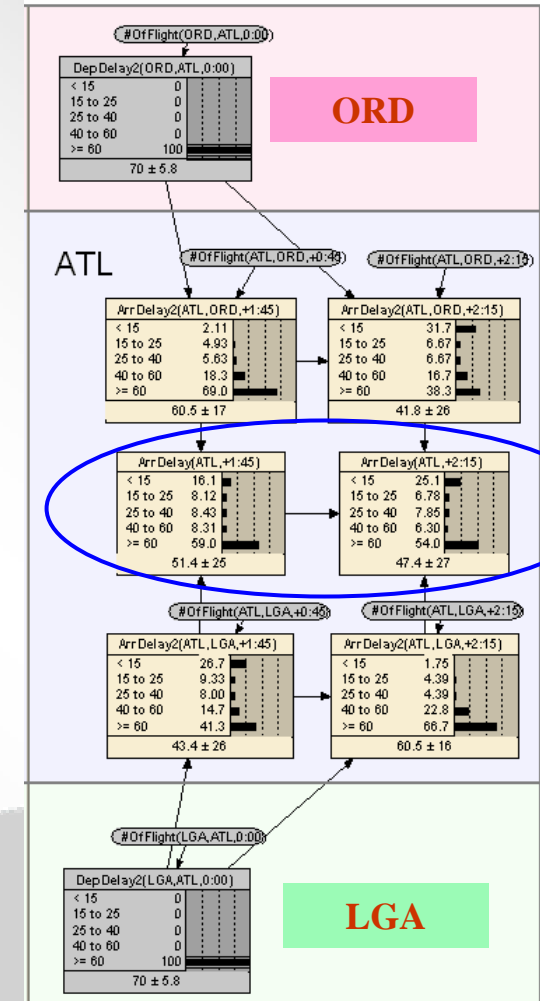 #OfFlight(ORD,ATL,0:00)
DepDelay2(ORD,ATL,0:00)
< 15 0
15 to 25 0
25 to 40 0
40 to 60 0
>= 60 100
70 ± 5.8
ORD
ATL
#OfFlight(ATL,ORD,+0:45)
#OfFlight(ATL,ORD,+2:15)
ArrDelay2(ATL,ORD,+1:45)
< 15 2.11
15 to 25 4.93
25 to 40 5.63
40 to 60 18.3
>= 60 69.0
60.5 ± 17
ArrDelay2(ATL,ORD,+2:15)
< 15 31.7
15 to 25 6.67
25 to 40 6.67
40 to 60 16.7
>= 60 38.3
41.8 ± 26
ArrDelay(ATL,+1:45)
< 15 16.1
15 to 25 8.12
25 to 40 8.43
40 to 60 8.31
>= 60 59.0
51.4 ± 25
ArrDelay(ATL,+2:15)
< 15 25.1
15 to 25 6.78
25 to 40 7.85
40 to 60 6.30
>= 60 54.0
47.4 ± 27
#OfFlight(ATL,LGA,+0:45)
#OfFlight(ATL,LGA,+2:15)
ArrDelay2(ATL,LGA,+1:45)
< 15 26.7
15 to 25 9.33
25 to 40 8.00
40 to 60 14.7
>= 60 41.3
43.4 ± 26
ArrDelay2(ATL,LGA,+2:15)
< 15 1.75
15 to 25 4.39
25 to 40 4.39
40 to 60 22.8
>= 60 66.7
60.5 ± 16
#OfFlight(LGA,ATL,0:00)
DepDelay2(LGA,ATL,0:00)
< 15 0
15 to 25 0
25 to 40 0
40 to 60 0
>= 60 100
70 ± 5.8
LGA